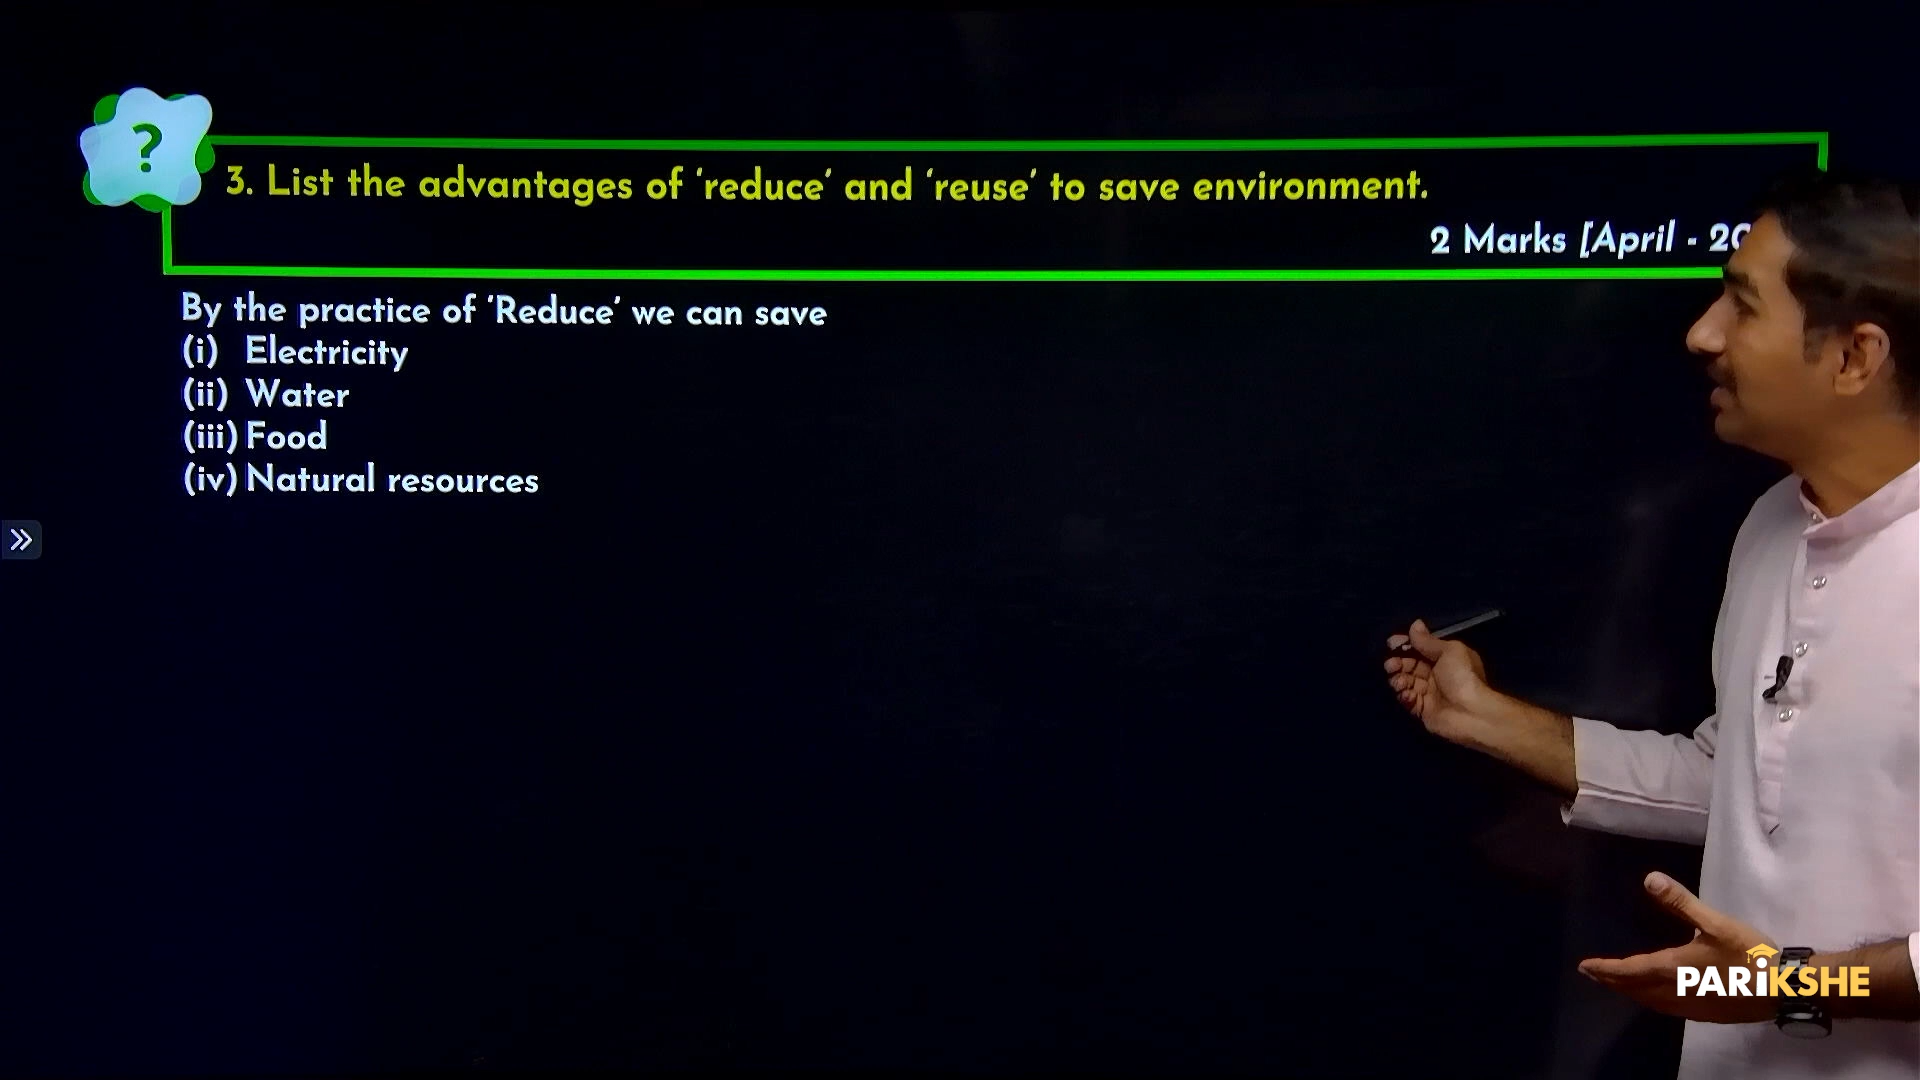 ?
3. List the advantages of ‘reduce’ and ‘reuse’ to save environment.
2 Marks [April -
By the practice of ‘Reduce’ we can save
(i) Electricity
(ii) Water
(iii) Food
(iv) Natural resources
PARiKSHE